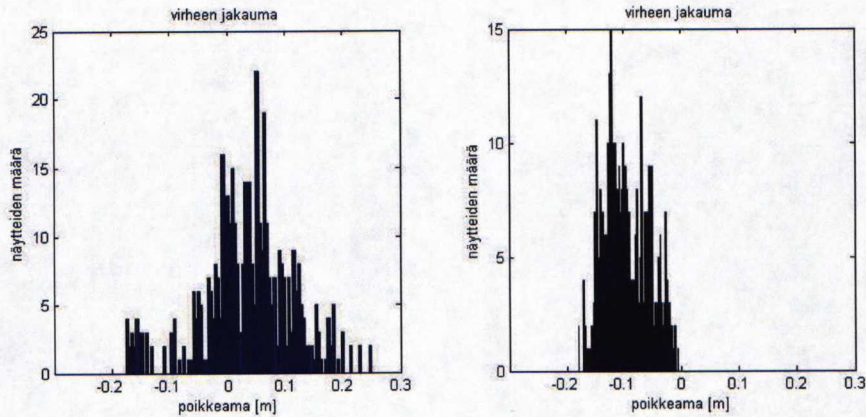 virheen jakauma
25
20
15
10
5
0
näytteiden määrä
-0.2 -0.1 0 0.1 0.2 0.3
poikkeama [m]
virheen jakauma
15
10
5
0
näytteiden määrä
-0.2 -0.1 0 0.1 0.2 0.3
poikkeama [m]